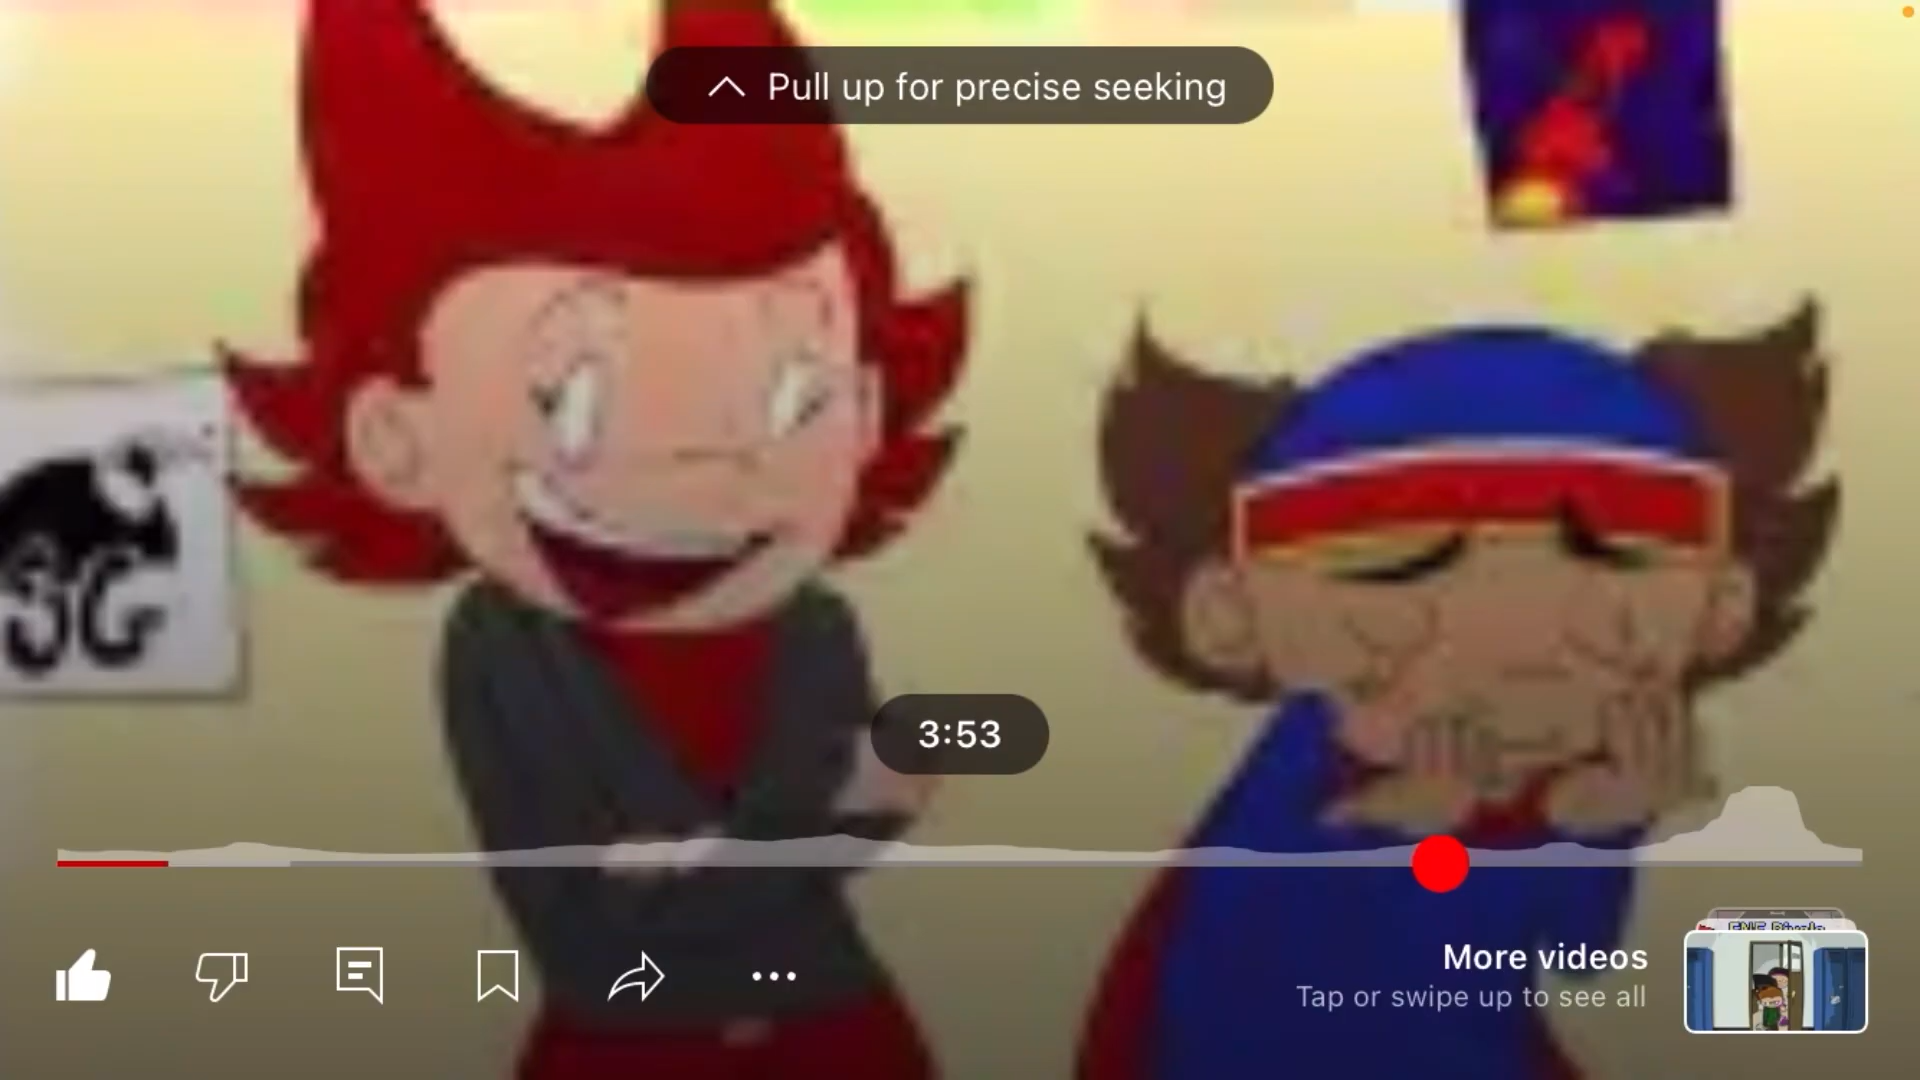 Pull up for precise seeking
3G
3:53
More videos
Tap or swipe up to see all